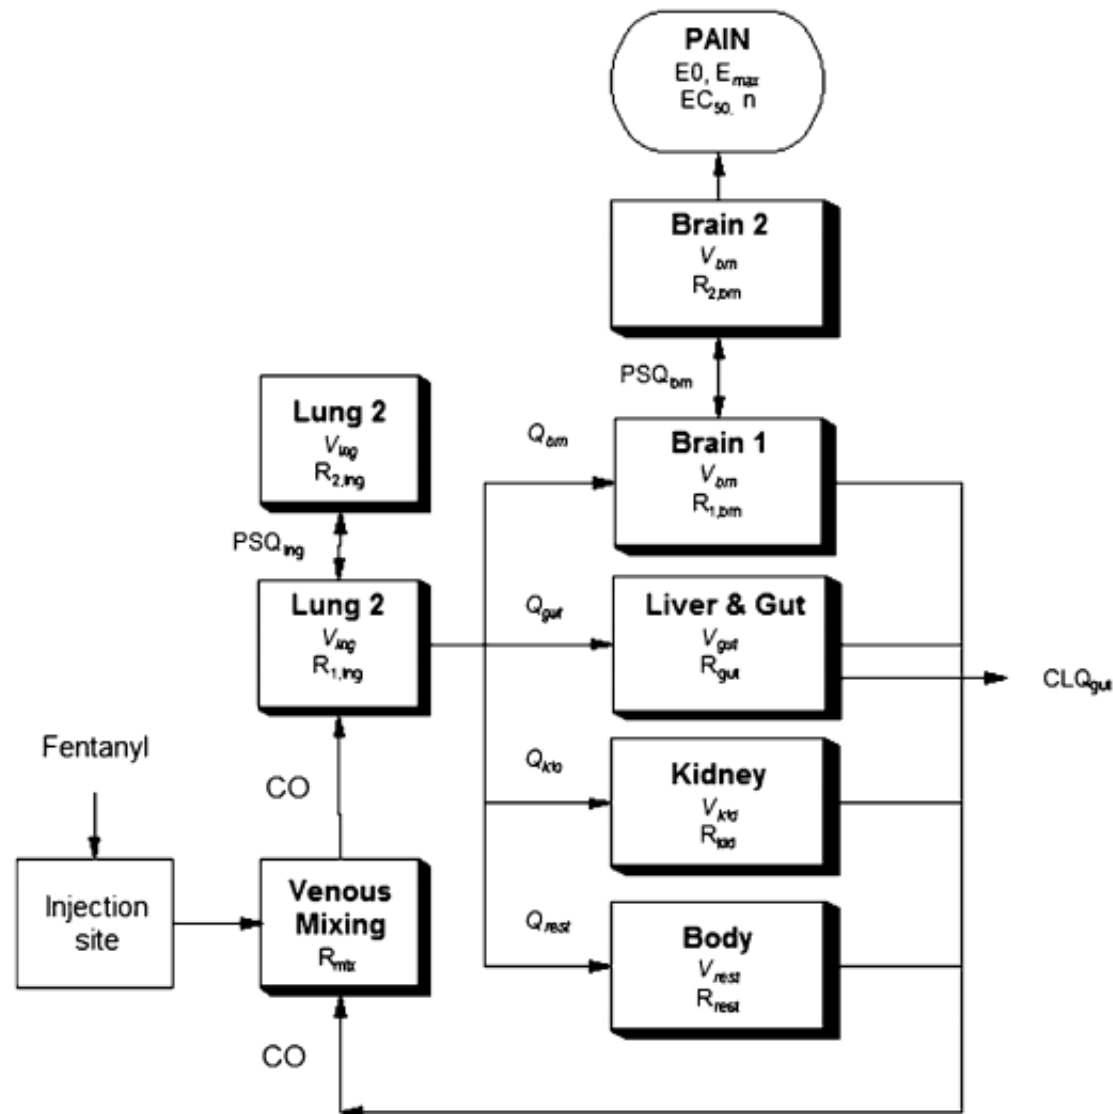 PAIN
E0, Emax
EC50, n
Brain 2
Vbrn
R2,brn
PSQbrn
Lung 2
Vlng
R2,lng
PSQlng
Lung 2
Vlng
R1,lng
Qbrn
Brain 1
Vbrn
R1,brn
Qgut
Liver & Gut
Vgut
Rgut
CLQgut
Fentanyl
CO
Qkid
Kidney
Vkid
Injection
site
Venous
Mixing
Rmix
Qrest
Body
Vrest
Rrest
CO